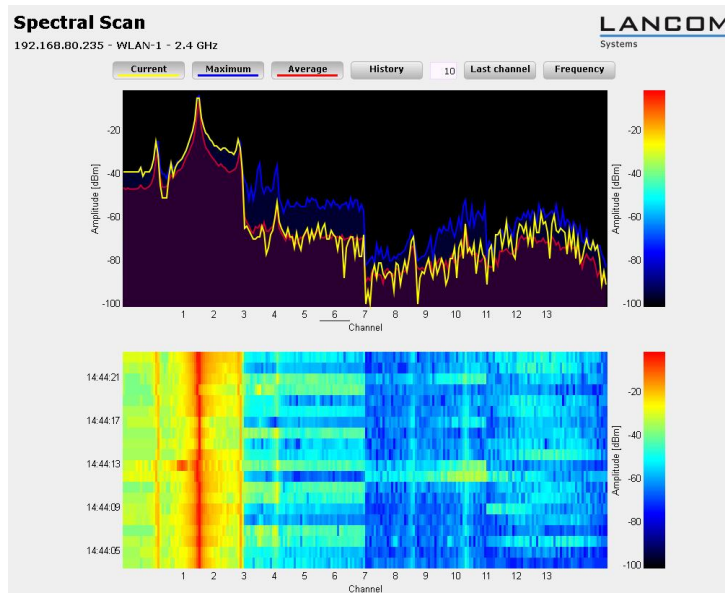 Spectral Scan
LANCOM
Systems
192.168.80.235 - WLAN-1 - 2.4 GHz
Current Maximum Average History 10 Last channel Frequency
Amplitude [dBm]
-20
-40
-60
-80
-100
1 2 3 4 5 6 7 8 9 10 11 12 13
Channel
Amplitude [dBm]
-20
-40
-60
-80
-100
14:44:21
14:44:17
14:44:13
14:44:09
14:44:05
1 2 3 4 5 6 7 8 9 10 11 12 13
Channel
Amplitude [dBm]
-20
-40
-60
-80
-100